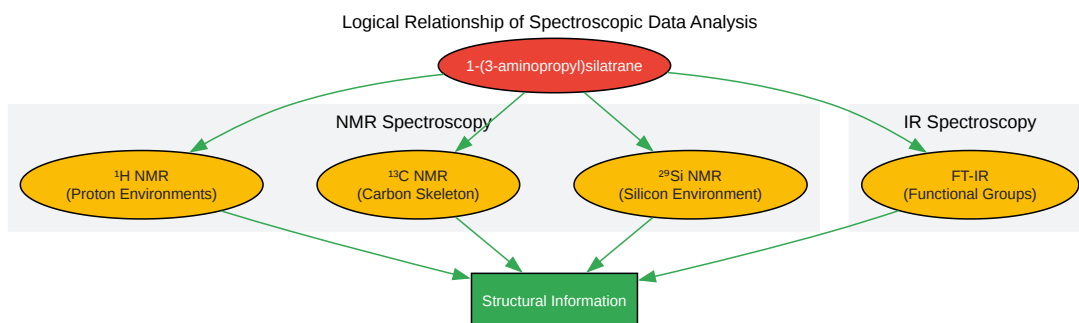 Logical Relationship of Spectroscopic Data Analysis
1-(3-aminopropyl)silatrane
NMR Spectroscopy
IR Spectroscopy
¹H NMR
(Proton Environments)
¹³C NMR
(Carbon Skeleton)
²⁹Si NMR
(Silicon Environment)
FT-IR
(Functional Groups)
Structural Information